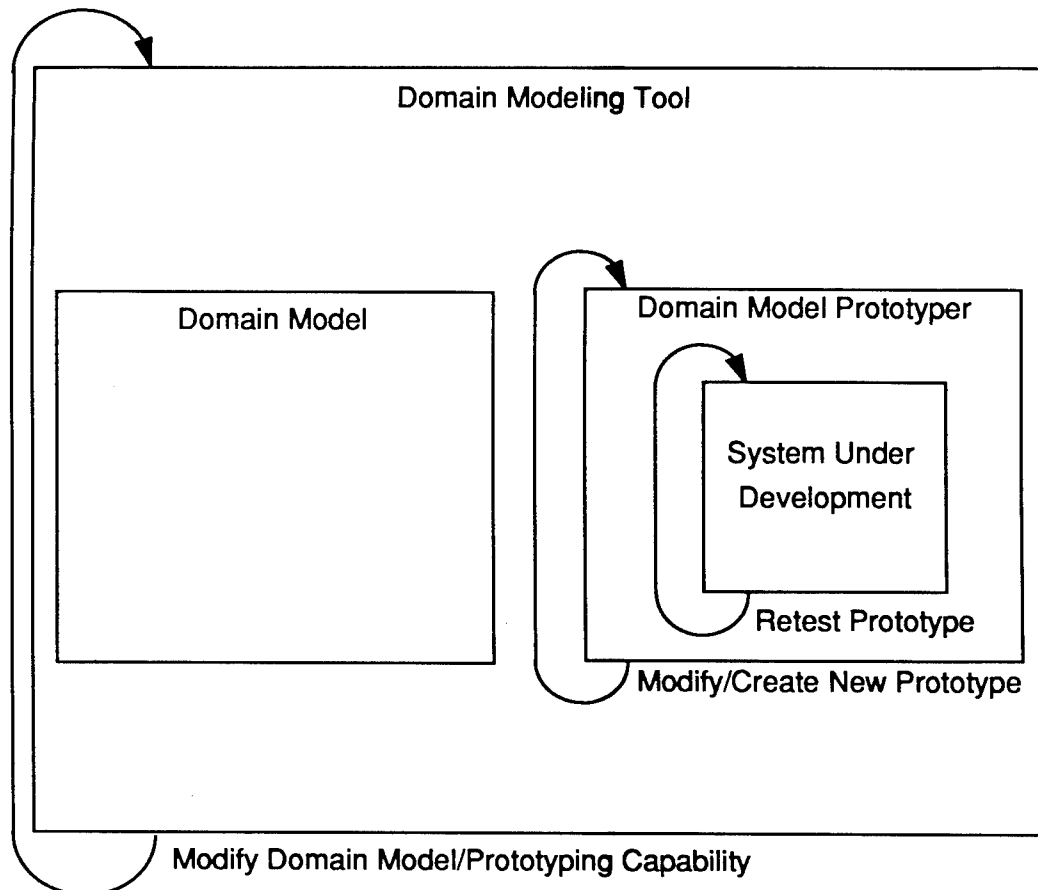 Domain Modeling Tool
Domain Model
Domain Model Prototyper
System Under
Development
Retest Prototype
Modify/Create New Prototype
Modify Domain Model/Prototyping Capability